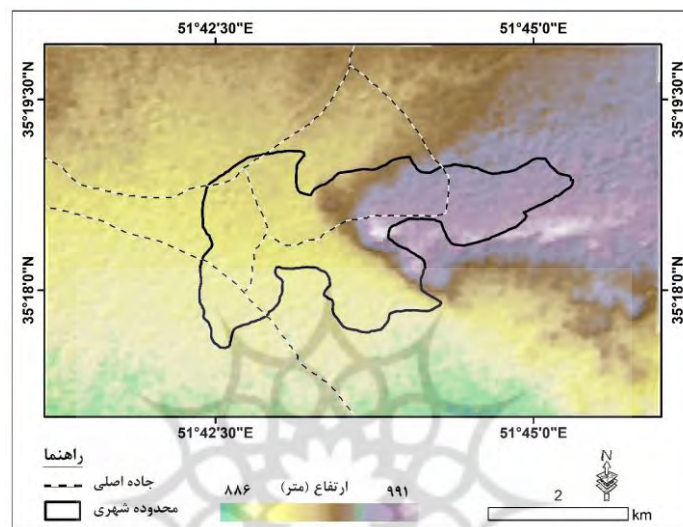 51°42'30"E 51°45'0"E
35°19'30"N 35°19'30"N
35°18'0"N 35°18'0"N
51°42'30"E 51°45'0"E
راهنما
جاده اصلی
محدوده شهری
ارتفاع (متر)
۸۸۶ ۹۹۱
N
2
km